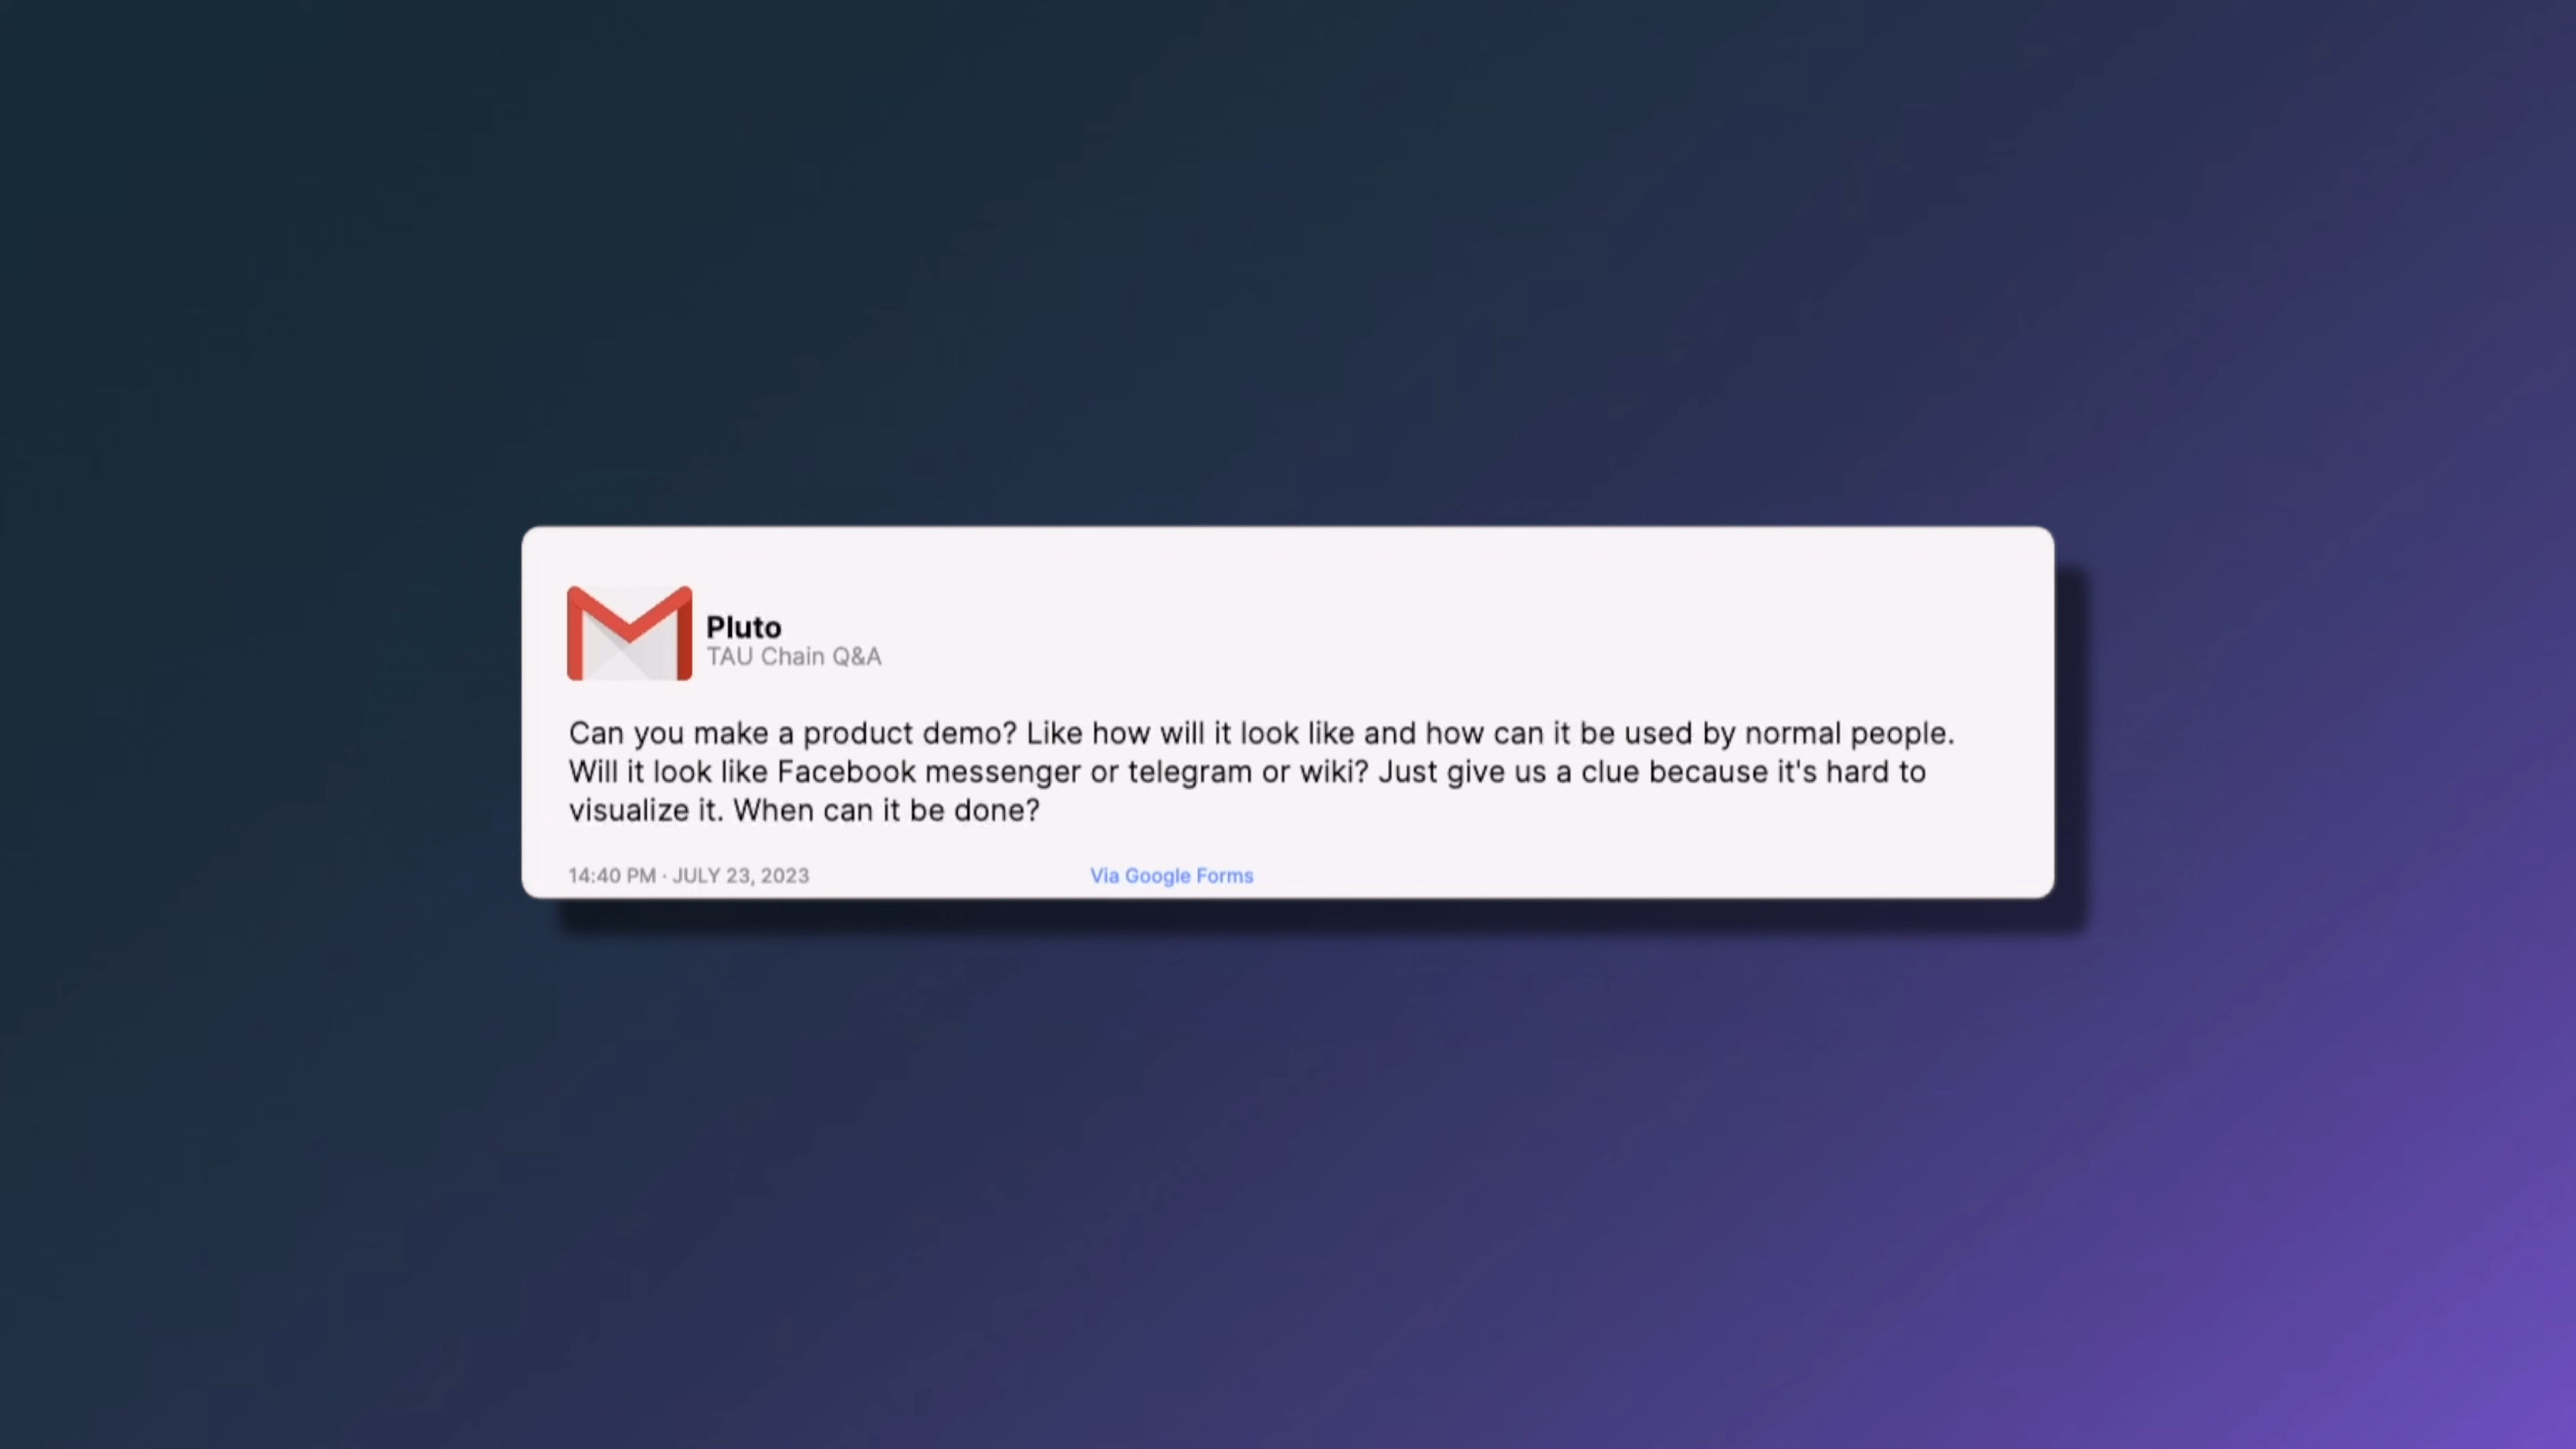 Pluto
TAU Chain Q&A
Can you make a product demo? Like how will it look like and how can it be used by normal people.
Will it look like Facebook messenger or telegram or wiki? Just give us a clue because it's hard to
visualize it. When can it be done?
14:40 PM · JULY 23, 2023
Via Google Forms